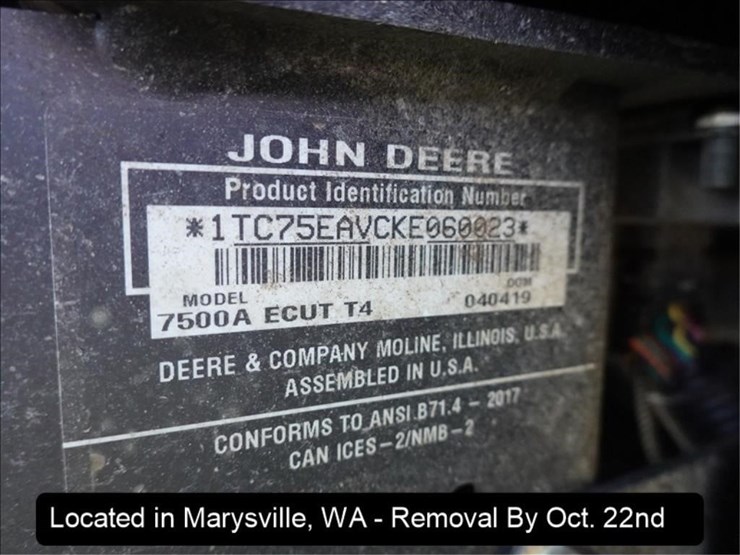 JOHN DEERE
Product Identification Number
*1TC75EAVCKE060023*
DOM
MODEL 040419
7500A ECUT T4
DEERE & COMPANY MOLINE, ILLINOIS, U.S.A.
ASSEMBLED IN U.S.A.
CONFORMS TO ANSI B71.4 - 2017
CAN ICES-2/NMB-2
Located in Marysville, WA - Removal By Oct. 22nd